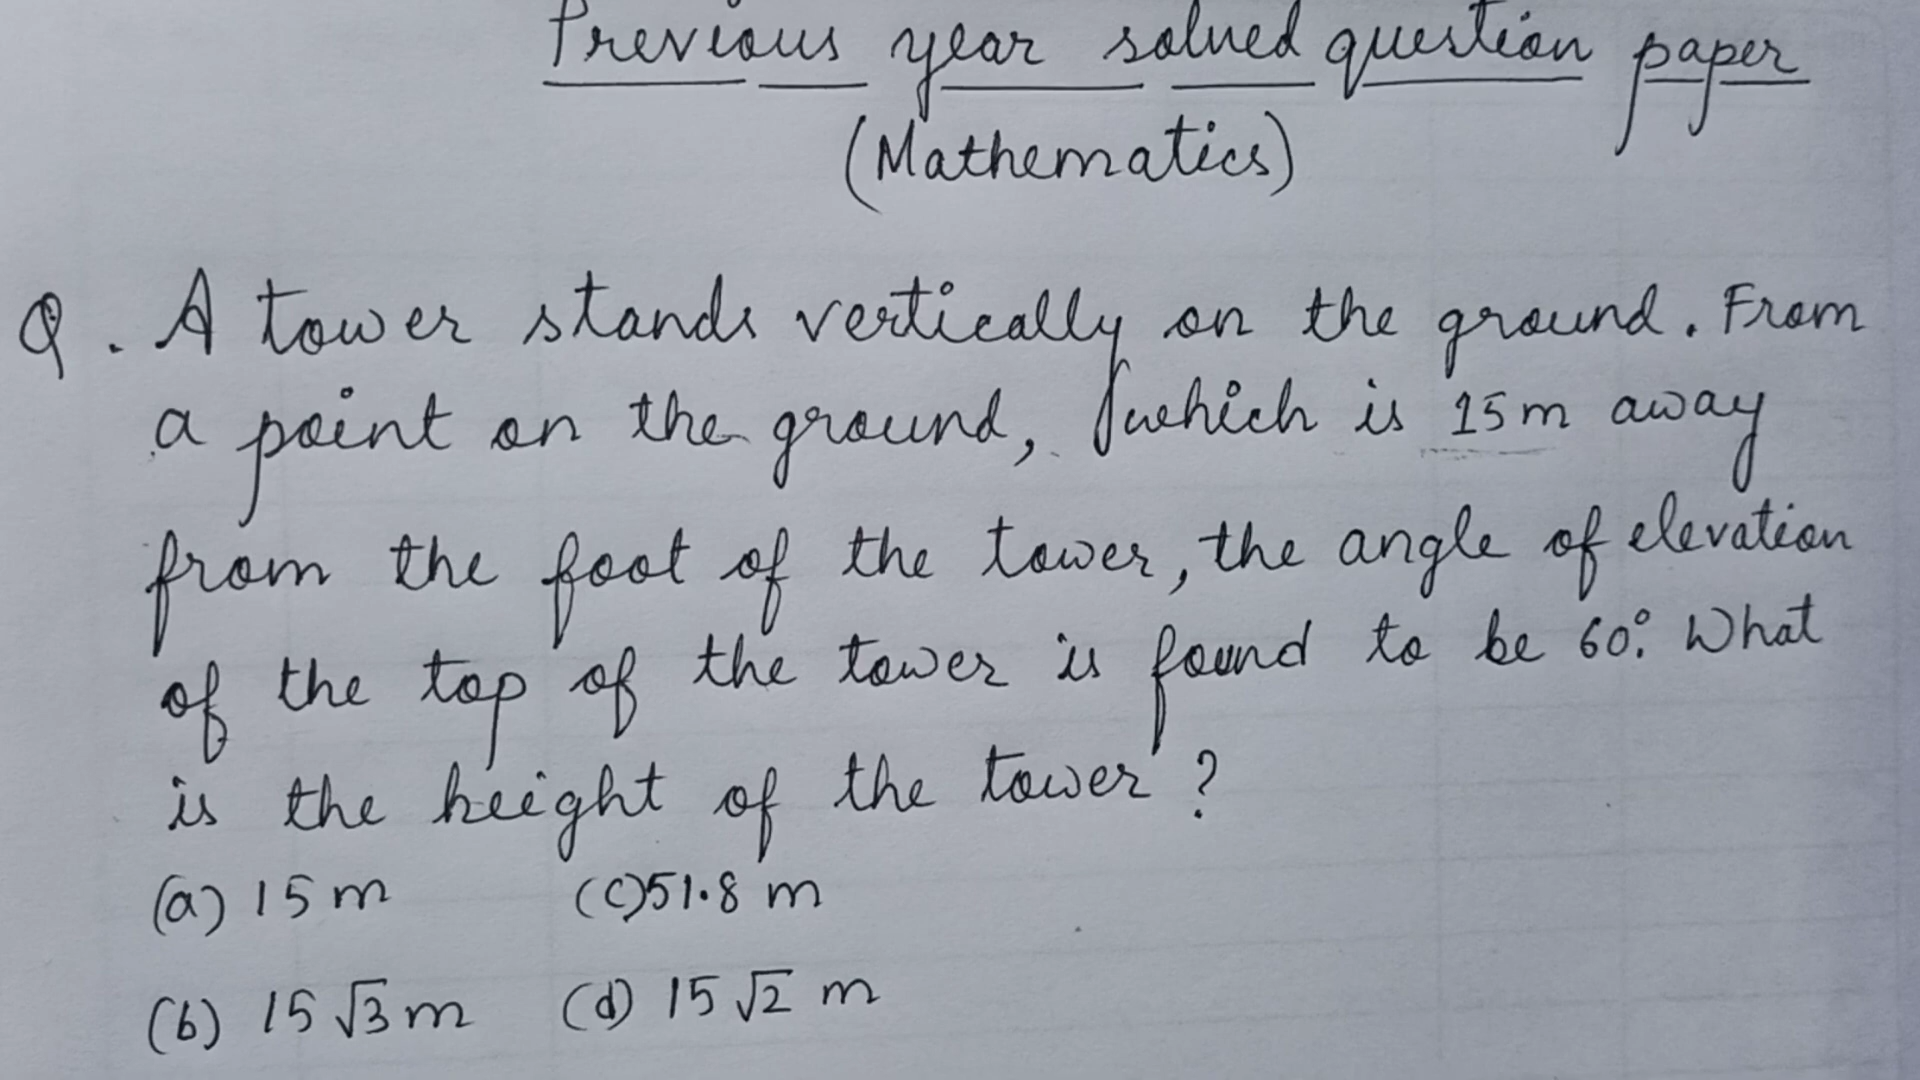 Previous year solved question paper
(Mathematics)
Q. A tower stands vertically on the ground. From
a point on the ground, which is 15m away
from the foot of the tower, the angle of elevation
of the top of the tower is found to be 60°. What
is the height of the tower?
(a) 15 m (c) 51.8 m
(b) 15 √3 m (d) 15 √2 m